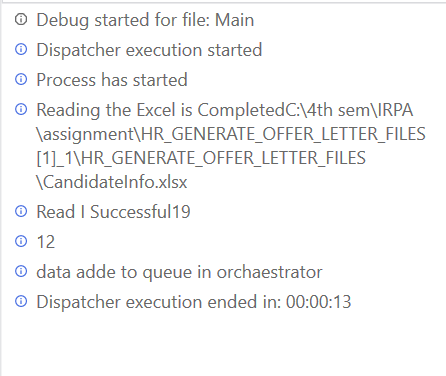 Debug started for file: Main
Dispatcher execution started
Process has started
Reading the Excel is CompletedC:\4th sem\IRPA
\assignment\HR_GENERATE_OFFER_LETTER_FILES
[1]_1\HR_GENERATE_OFFER_LETTER_FILES
\CandidateInfo.xlsx
Read I Successful19
12
data adde to queue in orchaestrator
Dispatcher execution ended in: 00:00:13